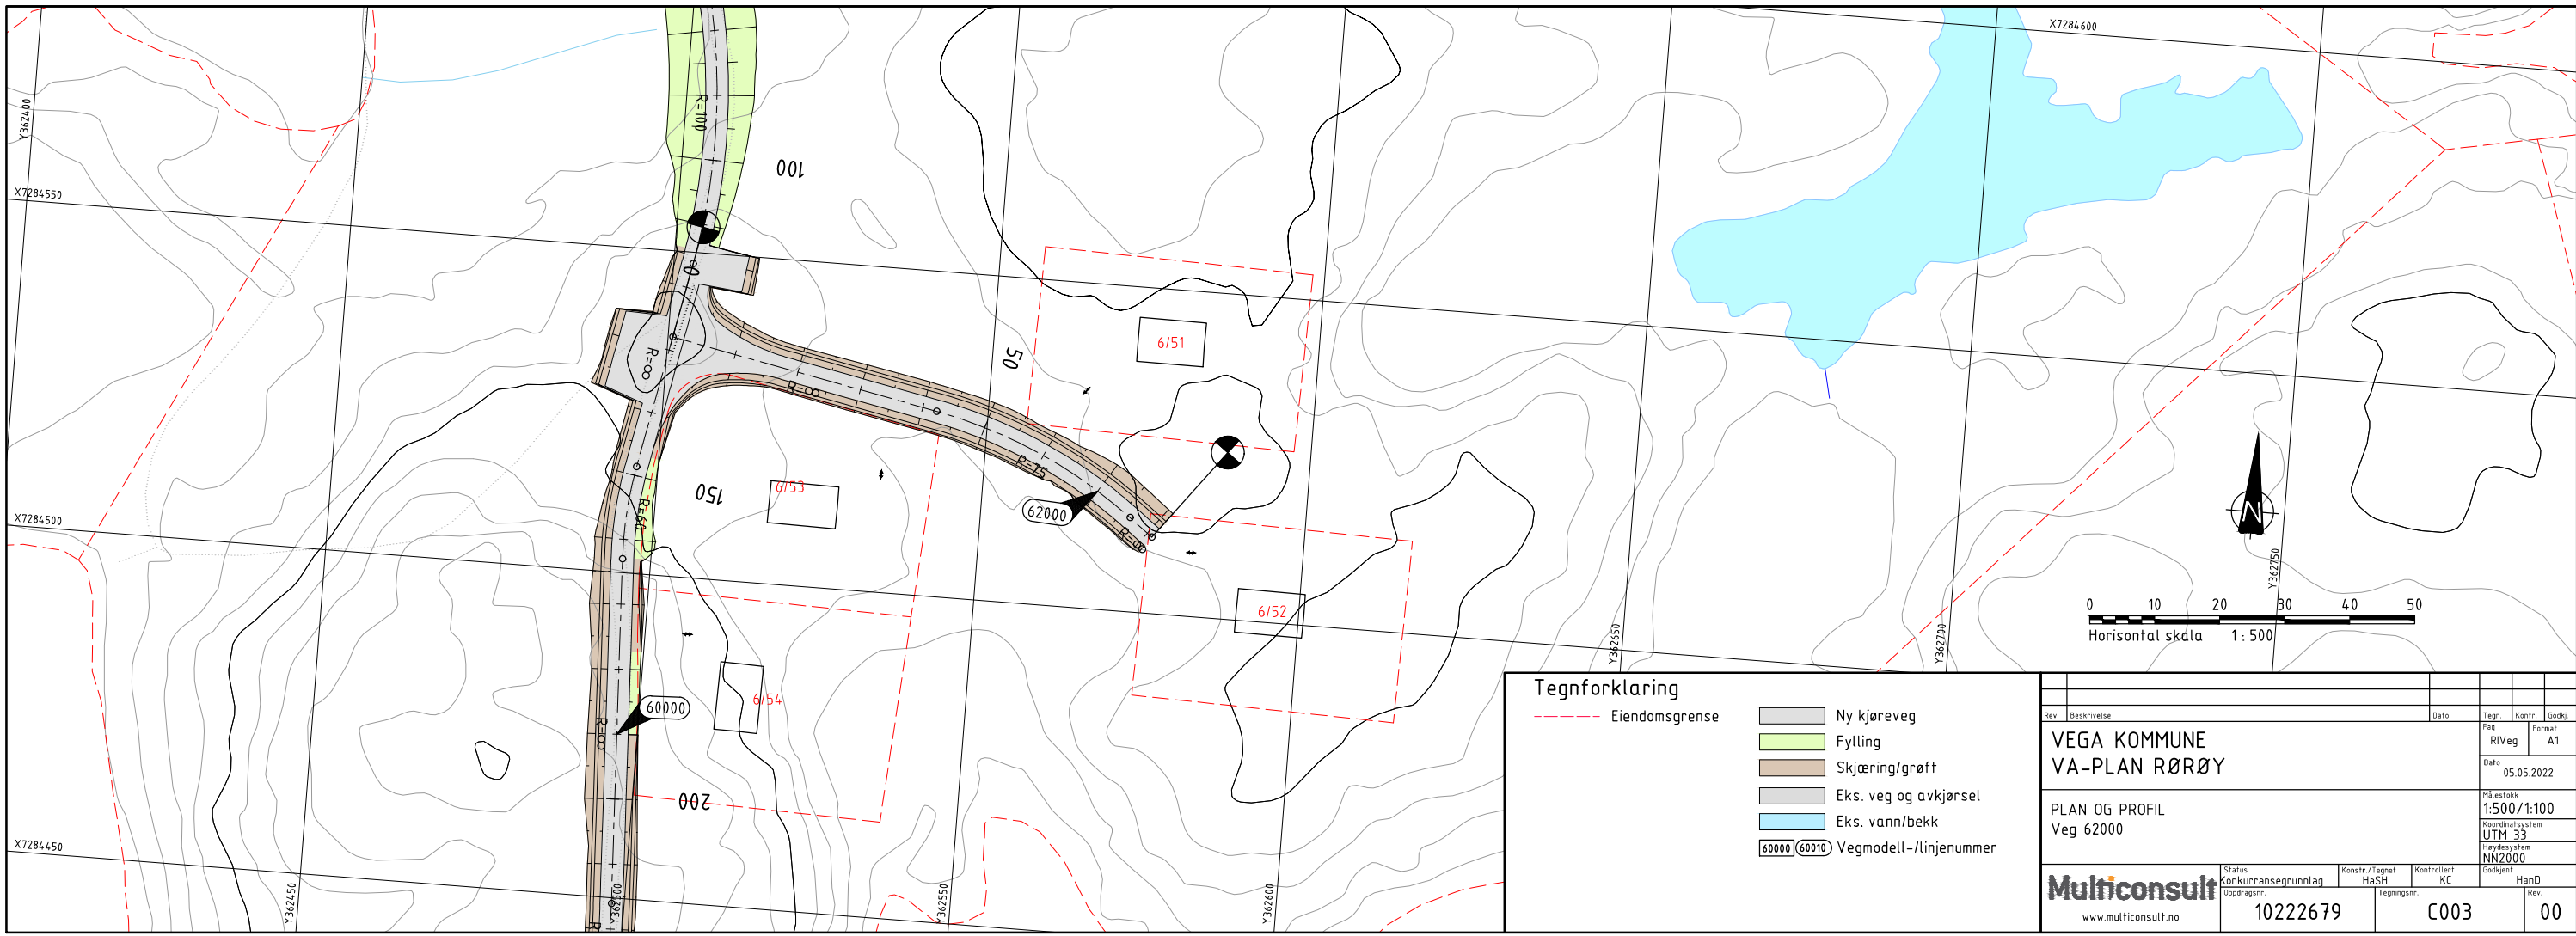 X7284600
Y362400
R=100
100
X7284550
0
R=∞
50
6/51
R=∞
R=75
6/53
150
R=60
62000
R=∞
X7284500
N
Y362750
0 10 20 30 40 50
Horisontal skala 1:500
6/52
Y362650
Y362700
6/54
60000
R=∞
200
X7284450
Y362450
Y362500
Y362550
Y362600
R
Tegnforklaring
Eiendomsgrense
Ny kjøreveg
Fylling
Skjæring/grøft
Eks. veg og avkjørsel
Eks. vann/bekk
60000 60010 Vegmodell-/linjenummer
Rev. Beskrivelse Dato Tegn. Kontr. Godkj.
VEGA KOMMUNE
VA-PLAN RØRØY
Fag Format
RIVeg A1
Dato
05.05.2022
PLAN OG PROFIL
Veg 62000
Målestokk
1:500/1:100
Koordinatsystem
UTM 33
Høydesystem
NN2000
Multiconsult
www.multiconsult.no
Status Konstr./Tegnet Kontrollert Godkjent
Konkurransegrunnlag HaSH KC HanD
Oppdragsnr. Tegningsnr. Rev.
10222679 C003 00